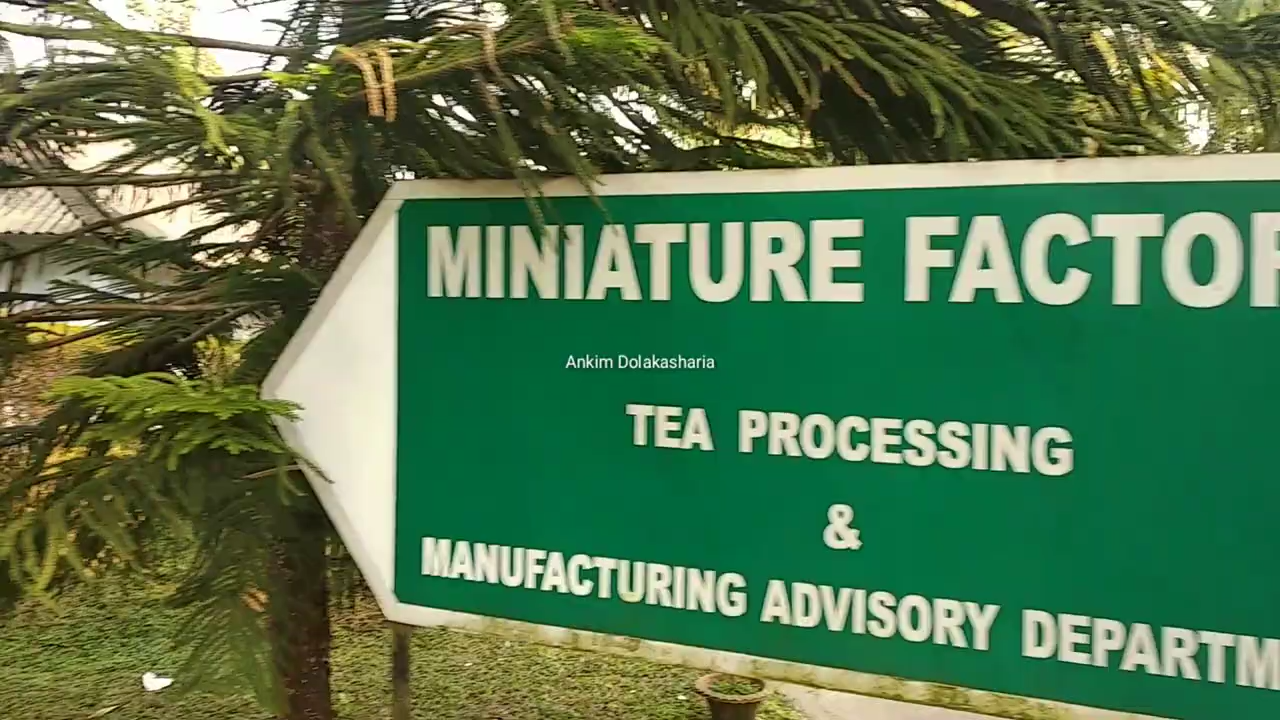 MINIATURE FACTOR
Ankim Dolakasharia
TEA PROCESSING
&
MANUFACTURING ADVISORY DEPARTM